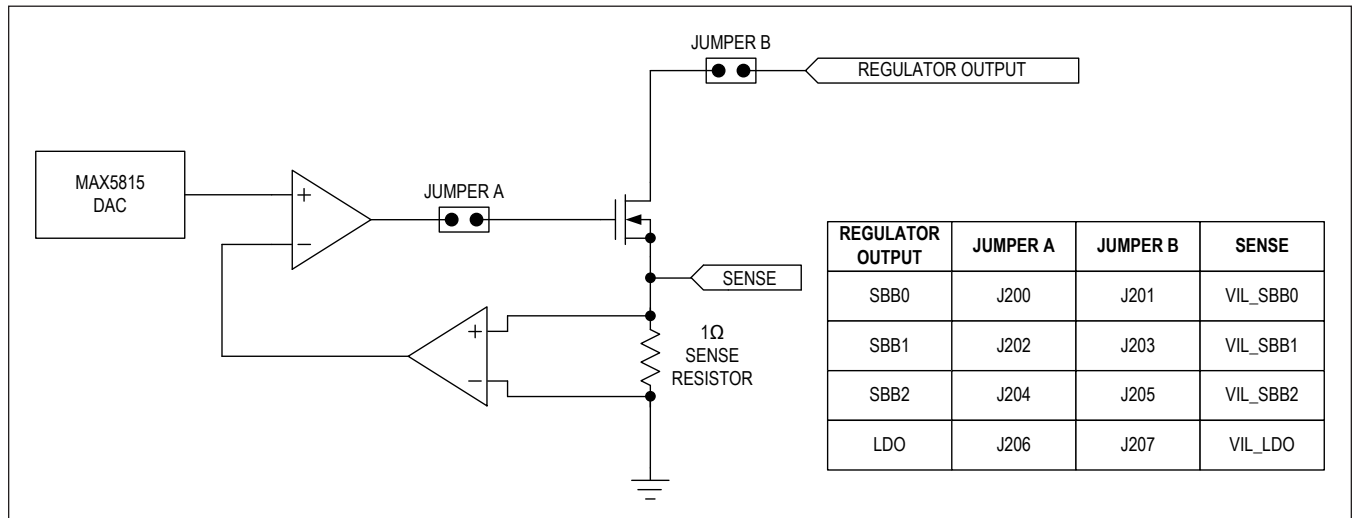 JUMPER B
REGULATOR OUTPUT
MAX5815
DAC
+
−
JUMPER A
SENSE
+
−
1Ω
SENSE
RESISTOR
REGULATOR
OUTPUT
JUMPER A
JUMPER B
SENSE
SBB0
J200
J201
VIL_SBB0
SBB1
J202
J203
VIL_SBB1
SBB2
J204
J205
VIL_SBB2
LDO
J206
J207
VIL_LDO